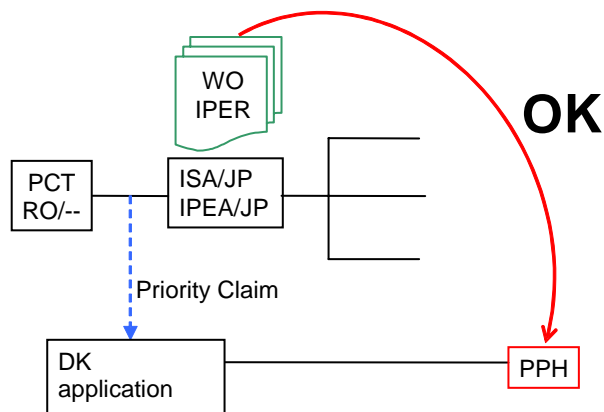 WO
IPER
OK
PCT
RO/--
ISA/JP
IPEA/JP
Priority Claim
DK
application
PPH